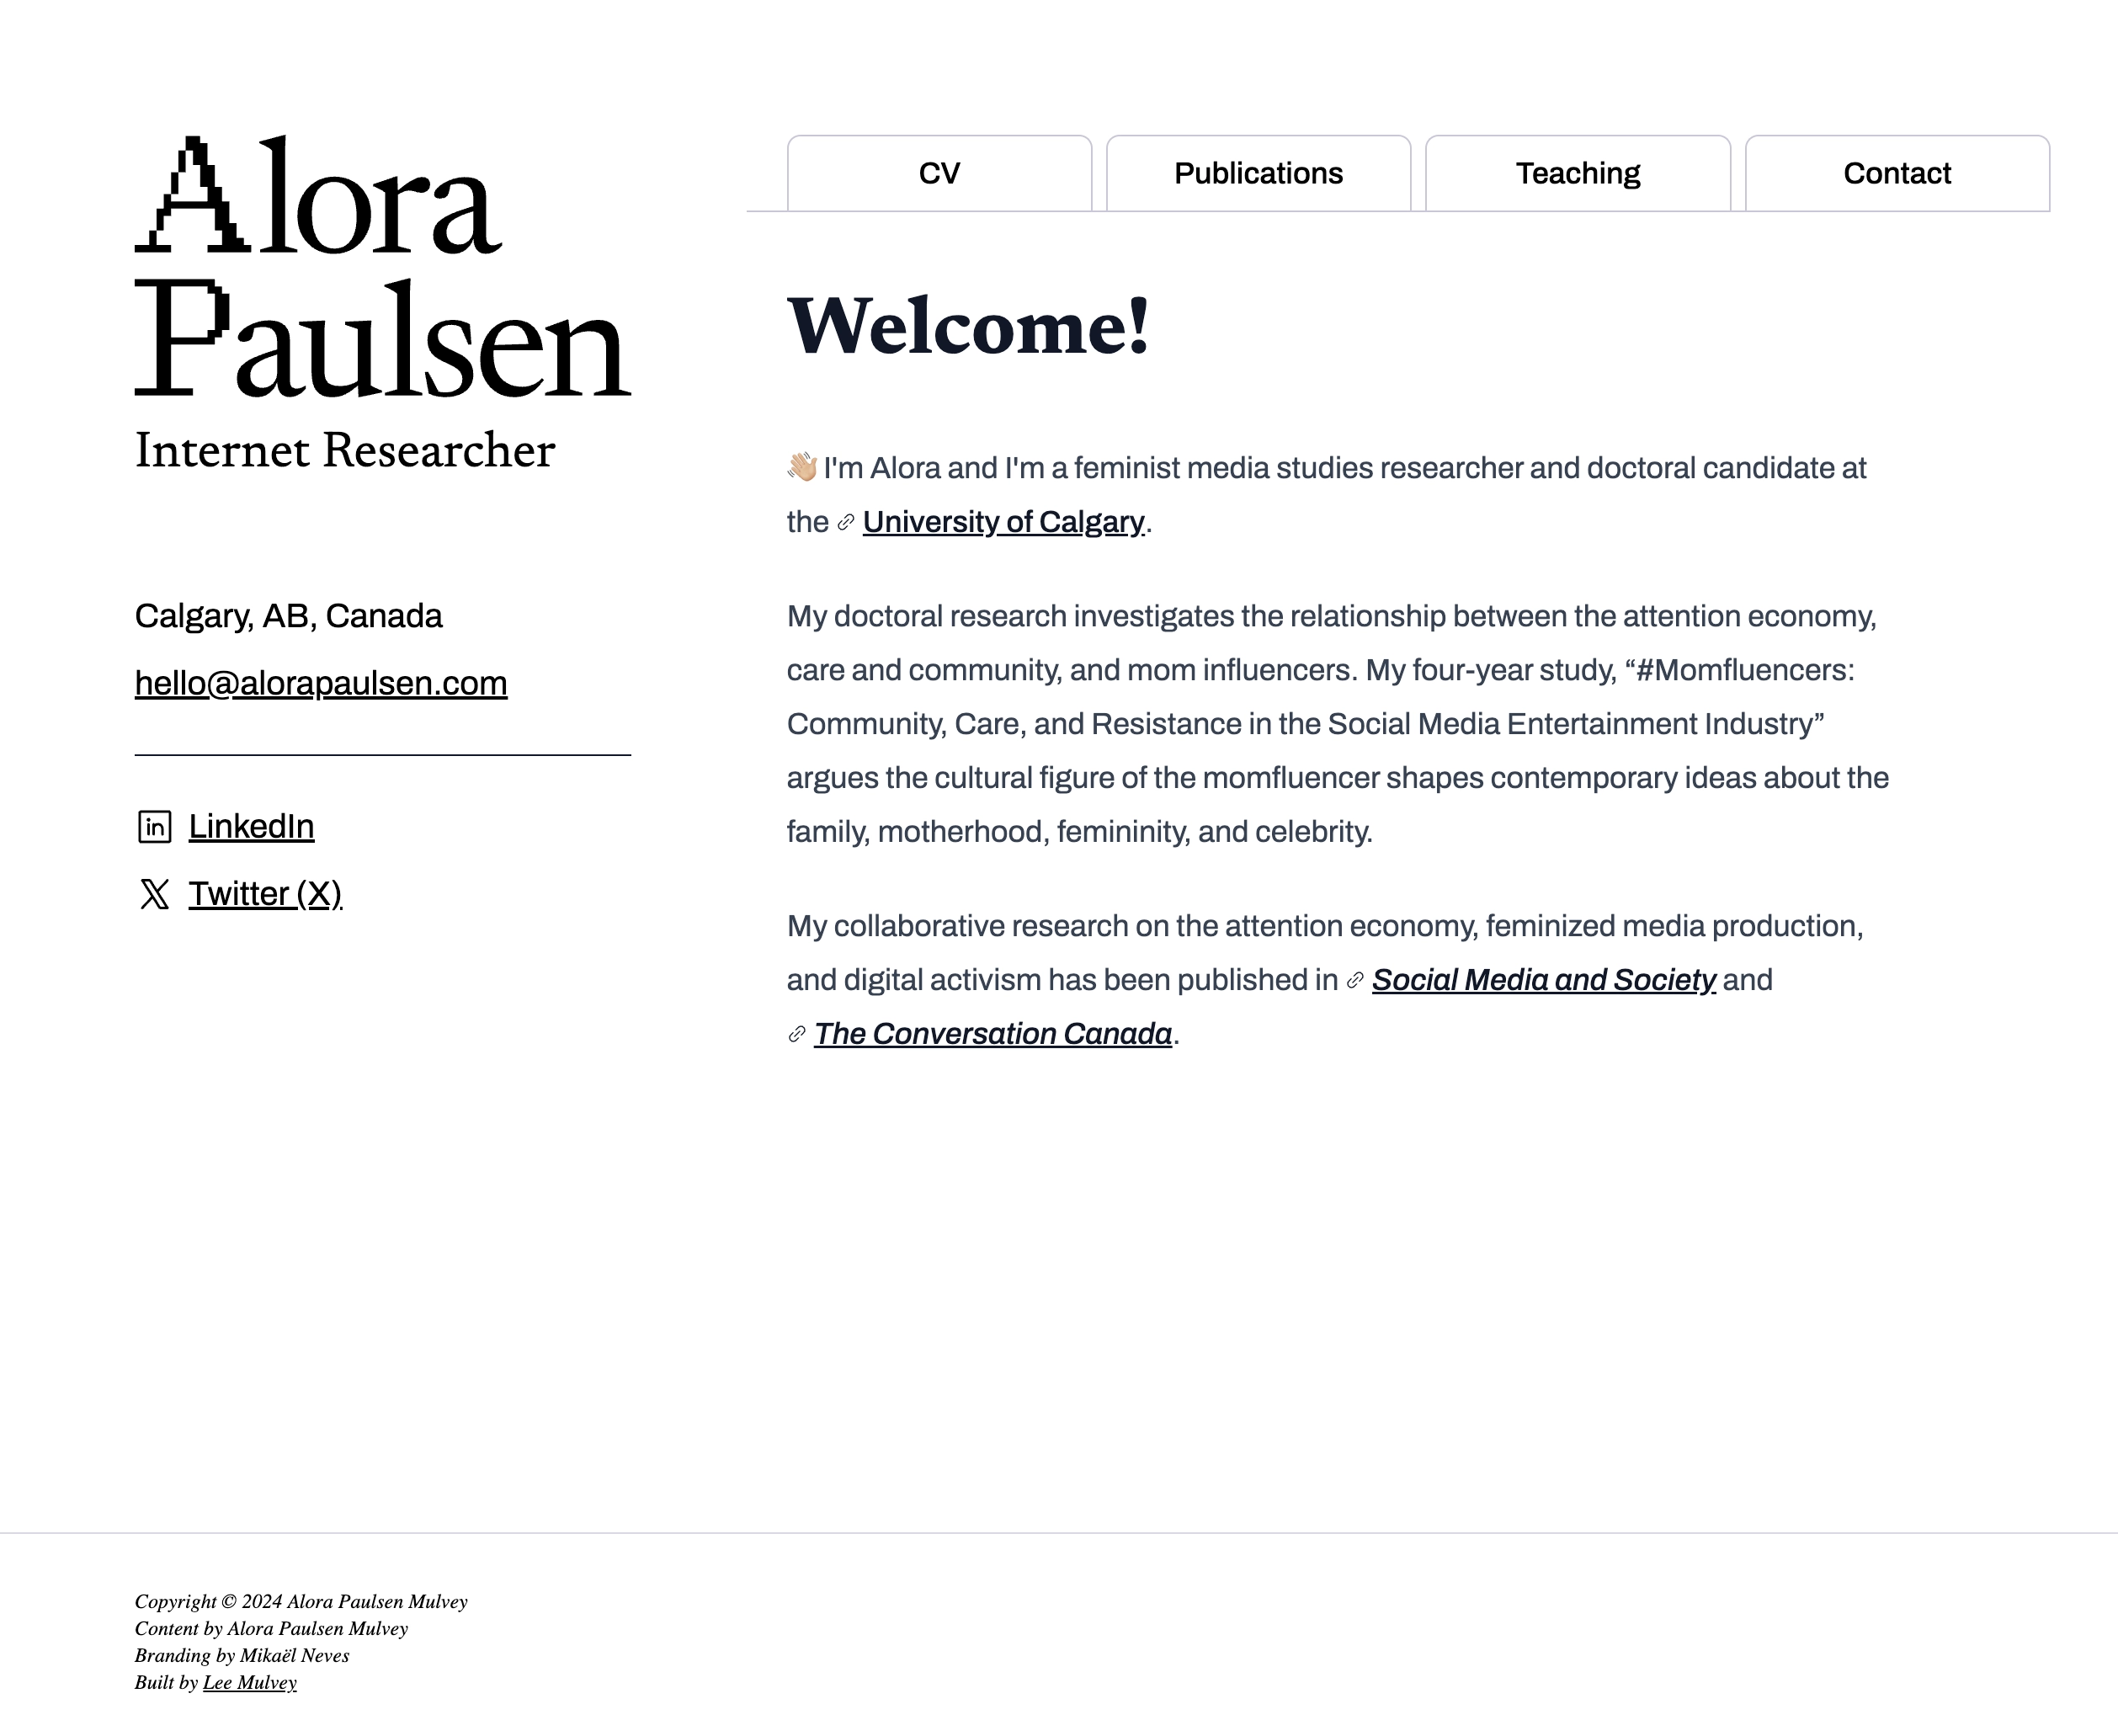 Alora
Paulsen
Internet Researcher
Calgary, AB, Canada
hello@alorapaulsen.com
LinkedIn
Twitter (X)
CV
Publications
Teaching
Contact
Welcome!
👋🏼 I'm Alora and I'm a feminist media studies researcher and doctoral candidate at
the University of Calgary.
My doctoral research investigates the relationship between the attention economy,
care and community, and mom influencers. My four-year study, “#Momfluencers:
Community, Care, and Resistance in the Social Media Entertainment Industry”
argues the cultural figure of the momfluencer shapes contemporary ideas about the
family, motherhood, femininity, and celebrity.
My collaborative research on the attention economy, feminized media production,
and digital activism has been published in Social Media and Society and
The Conversation Canada.
Copyright © 2024 Alora Paulsen Mulvey
Content by Alora Paulsen Mulvey
Branding by Mikaël Neves
Built by Lee Mulvey